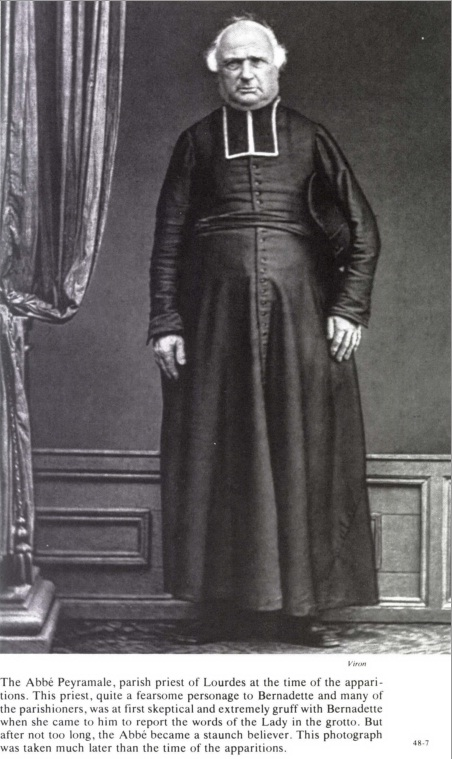 Viron
The Abbé Peyramale, parish priest of Lourdes at the time of the appari-
tions. This priest, quite a fearsome personage to Bernadette and many of
the parishioners, was at first skeptical and extremely gruff with Bernadette
when she came to him to report the words of the Lady in the grotto. But
after not too long, the Abbé became a staunch believer. This photograph
was taken much later than the time of the apparitions.
48-7